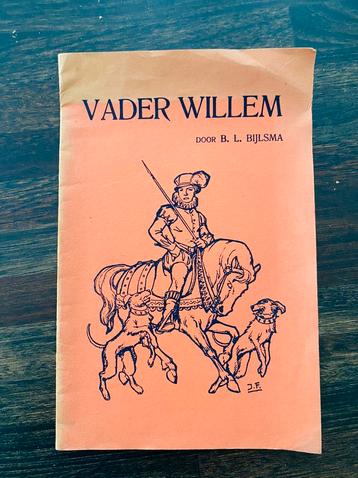 VADER WILLEM
DOOR B. L. BIJLSMA
J.F.